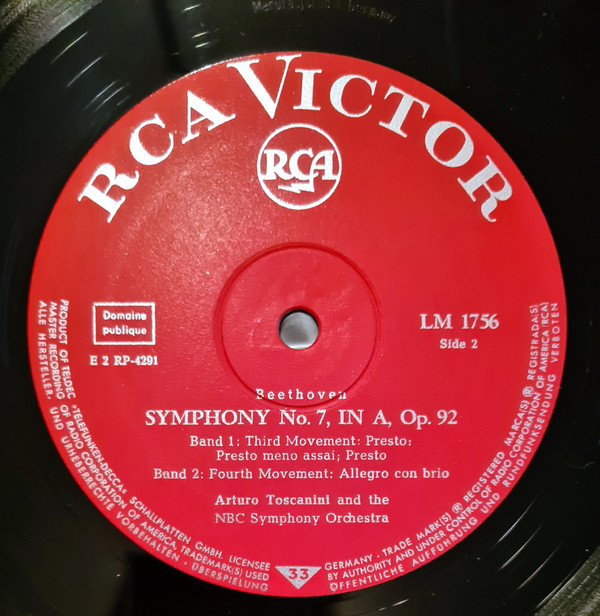 RCA VICTOR
RCA
Domaine
publique
E 2 RP-4291
LM 1756
Side 2
Beethoven
SYMPHONY No. 7, IN A, Op. 92
Band 1: Third Movement: Presto;
Presto meno assai; Presto
Band 2: Fourth Movement: Allegro con brio
Arturo Toscanini and the
NBC Symphony Orchestra
PRODUCT OF TELDEC »TELEFUNKEN-DECCA« SCHALLPLATTEN GMBH. LICENSEE
MASTER RECORDING OF RADIO CORPORATION OF AMERICA. TRADEMARK(S) USED
ALLE HERSTELLER- UND URHEBERRECHTE VORBEHALTEN · ÜBERSPIELUNG
33
GERMANY - TRADE MARK(S) ® REGISTERED MARCA(S) ® REGISTRADA(S)
BY AUTHORITY AND UNDER CONTROL OF RADIO CORPORATION OF AMERICA (RCA)
ÖFFENTLICHE AUFFÜHRUNG UND RUNDFUNKSENDUNG VERBOTEN